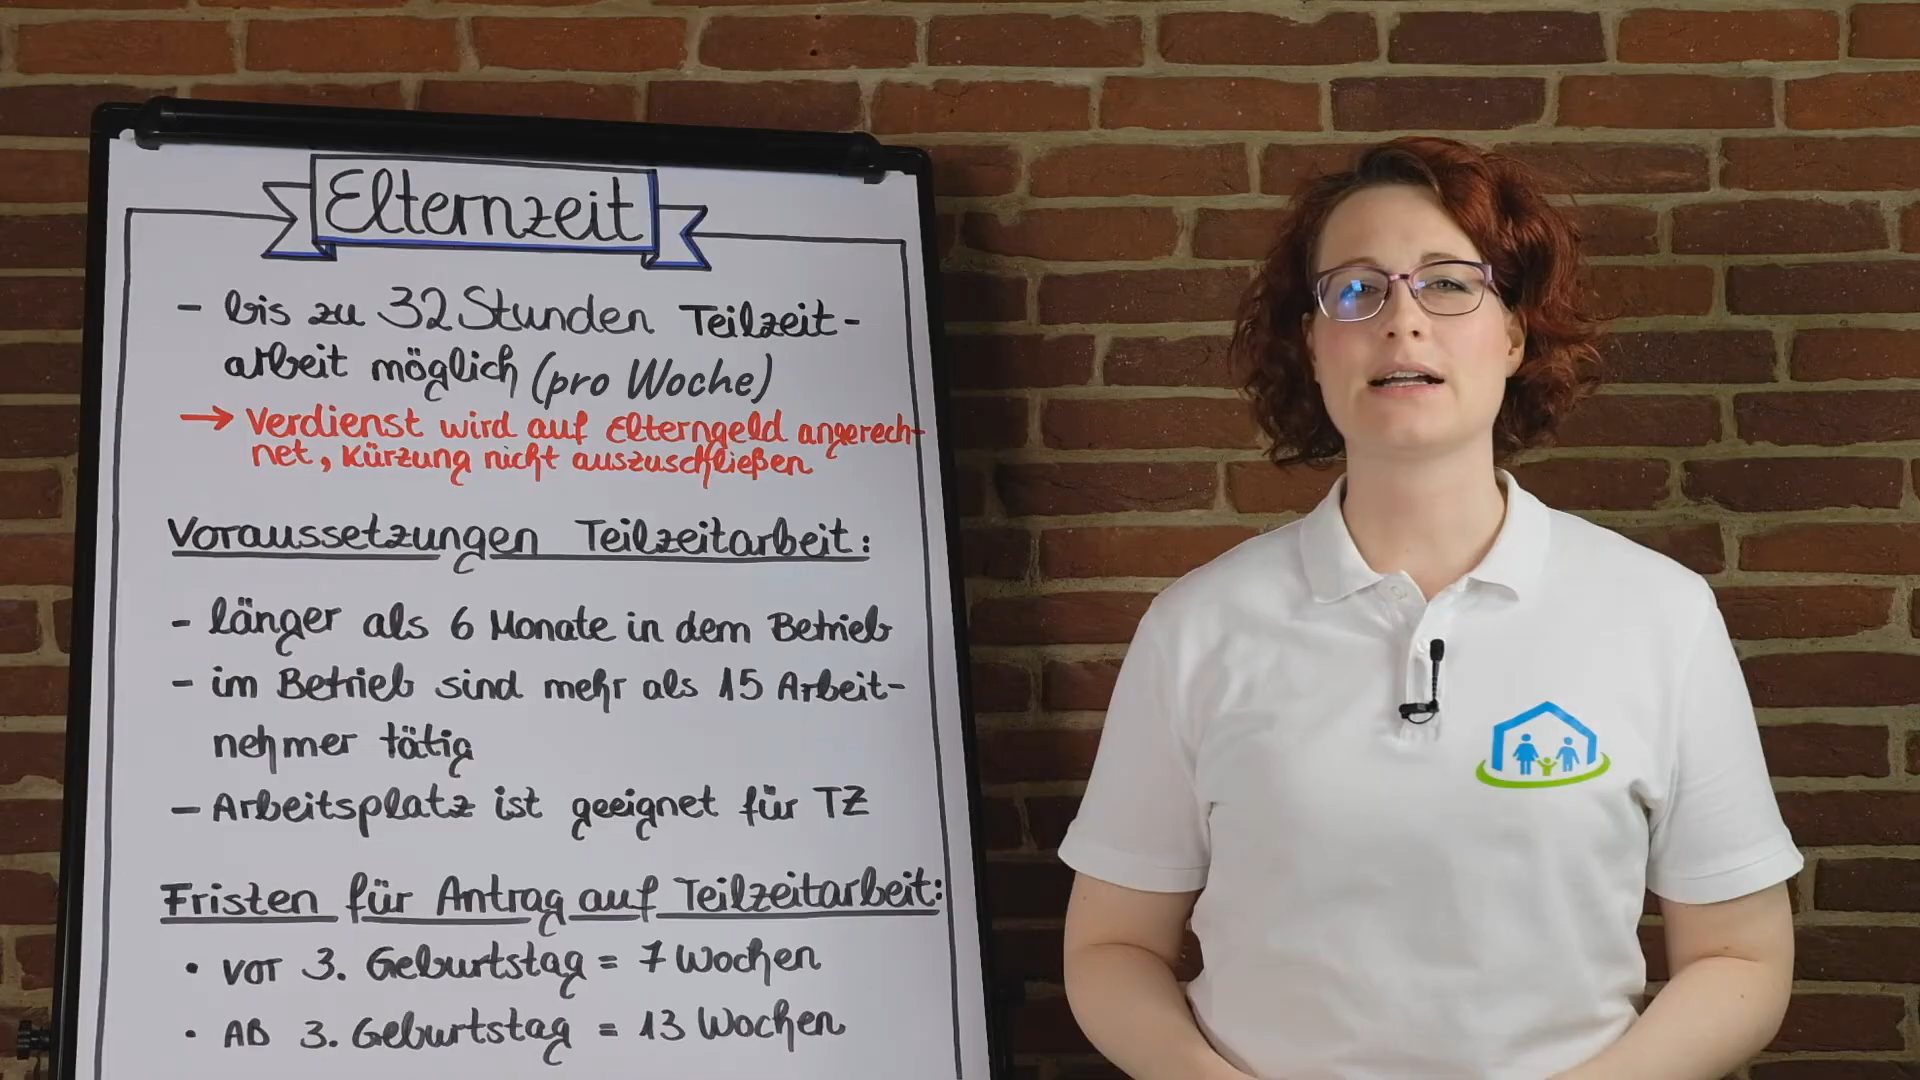 Elternzeit
- bis zu 32 Stunden Teilzeit-
arbeit möglich (pro Woche)
→ Verdienst wird auf Elterngeld angerech-
net, Kürzung nicht auszuschließen
Voraussetzungen Teilzeitarbeit:
- länger als 6 Monate in dem Betrieb
- im Betrieb sind mehr als 15 Arbeit-
nehmer tätig
- Arbeitsplatz ist geeignet für TZ
Fristen für Antrag auf Teilzeitarbeit:
• vor 3. Geburtstag = 7 Wochen
• AB 3. Geburtstag = 13 Wochen